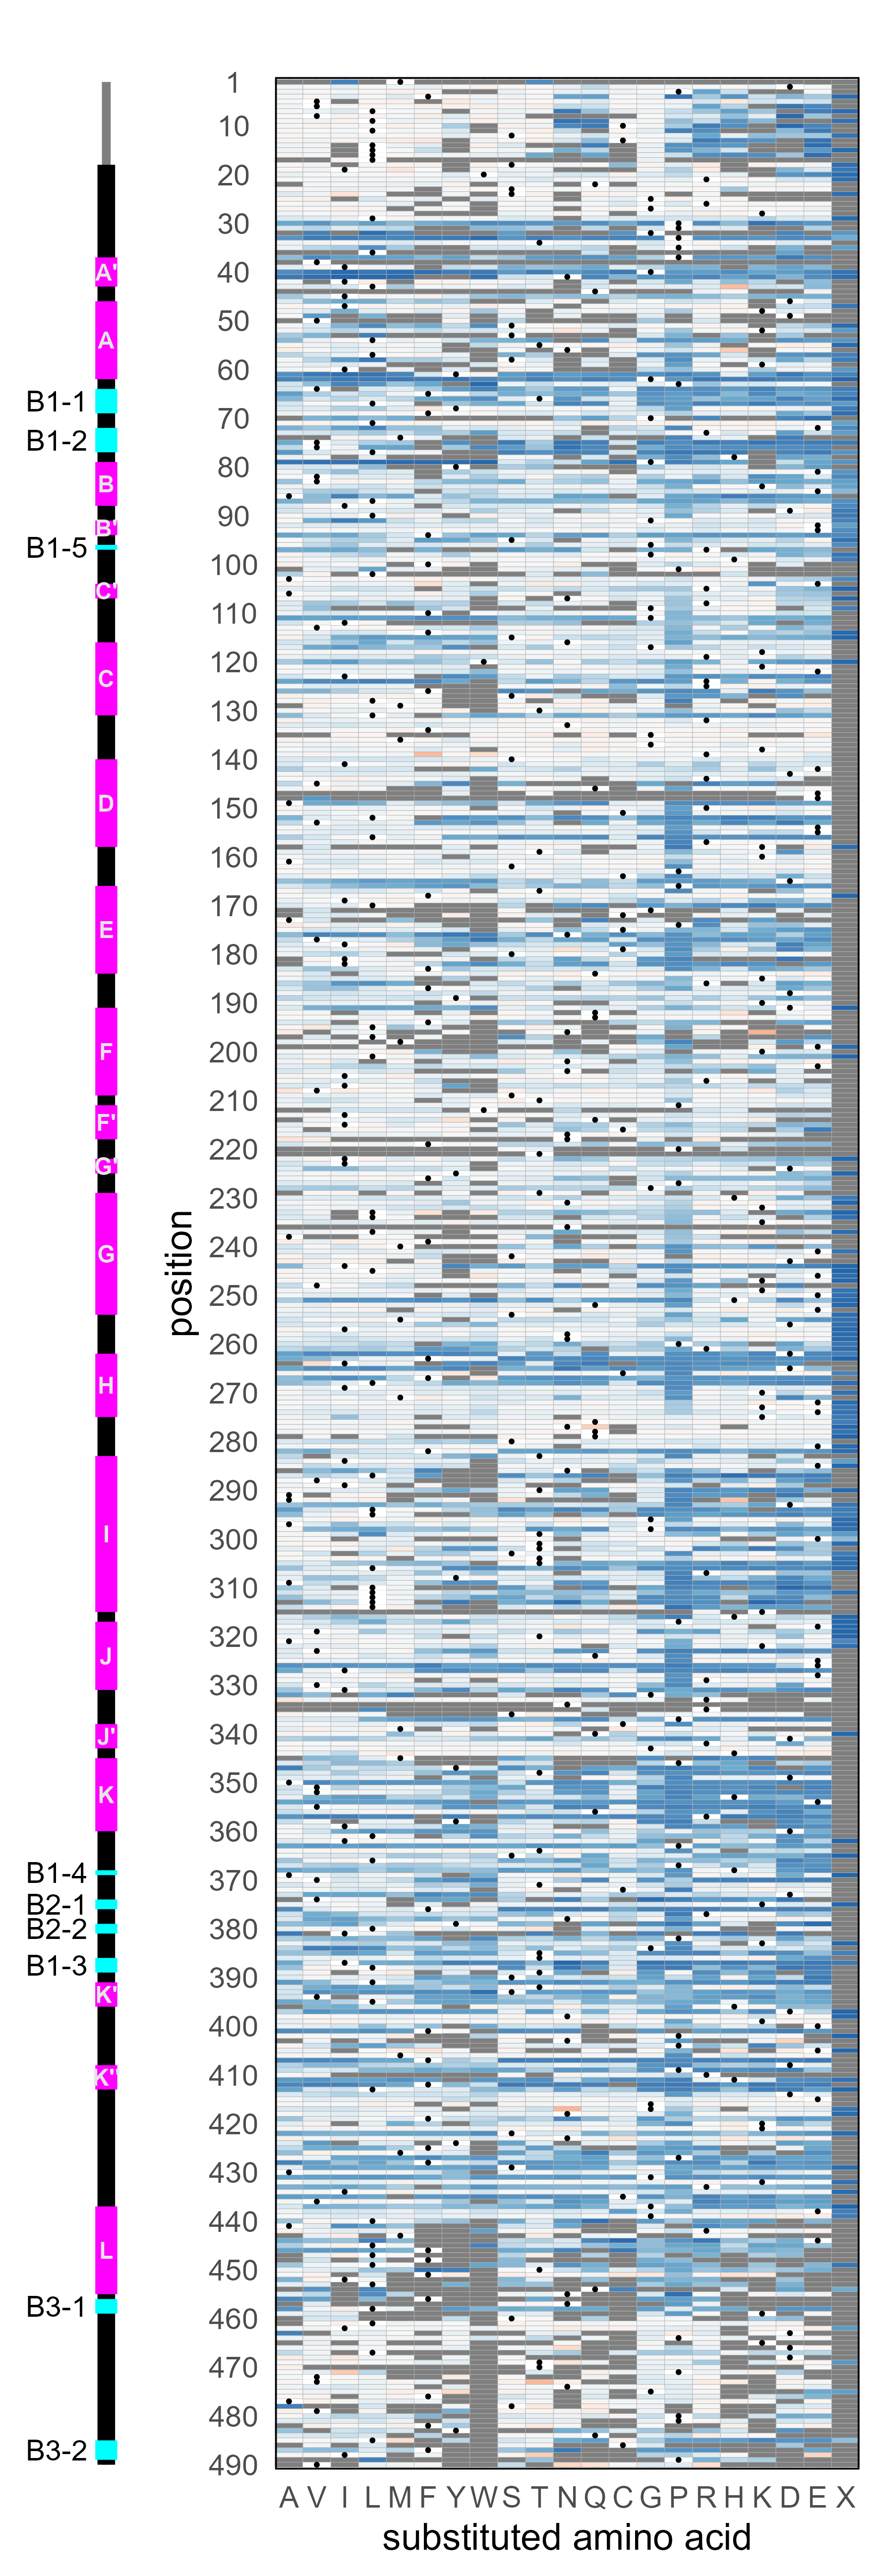 1
10
20
30
A'
40
50
A
60
B1-1
70
B1-2
80
B
90
B'
B1-5
100
C'
110
120
C
130
140
D
150
160
170
E
180
190
200
F
210
F'
220
G'
230
240
G
position
250
260
H
270
280
290
I
300
310
320
J
330
J'
340
350
K
360
B1-4
370
B2-1
B2-2
380
B1-3
390
K'
400
K"
410
420
430
440
L
450
B3-1
460
470
480
B3-2
490
A V I L M F Y W S T N Q C G P R H K D E X
substituted amino acid